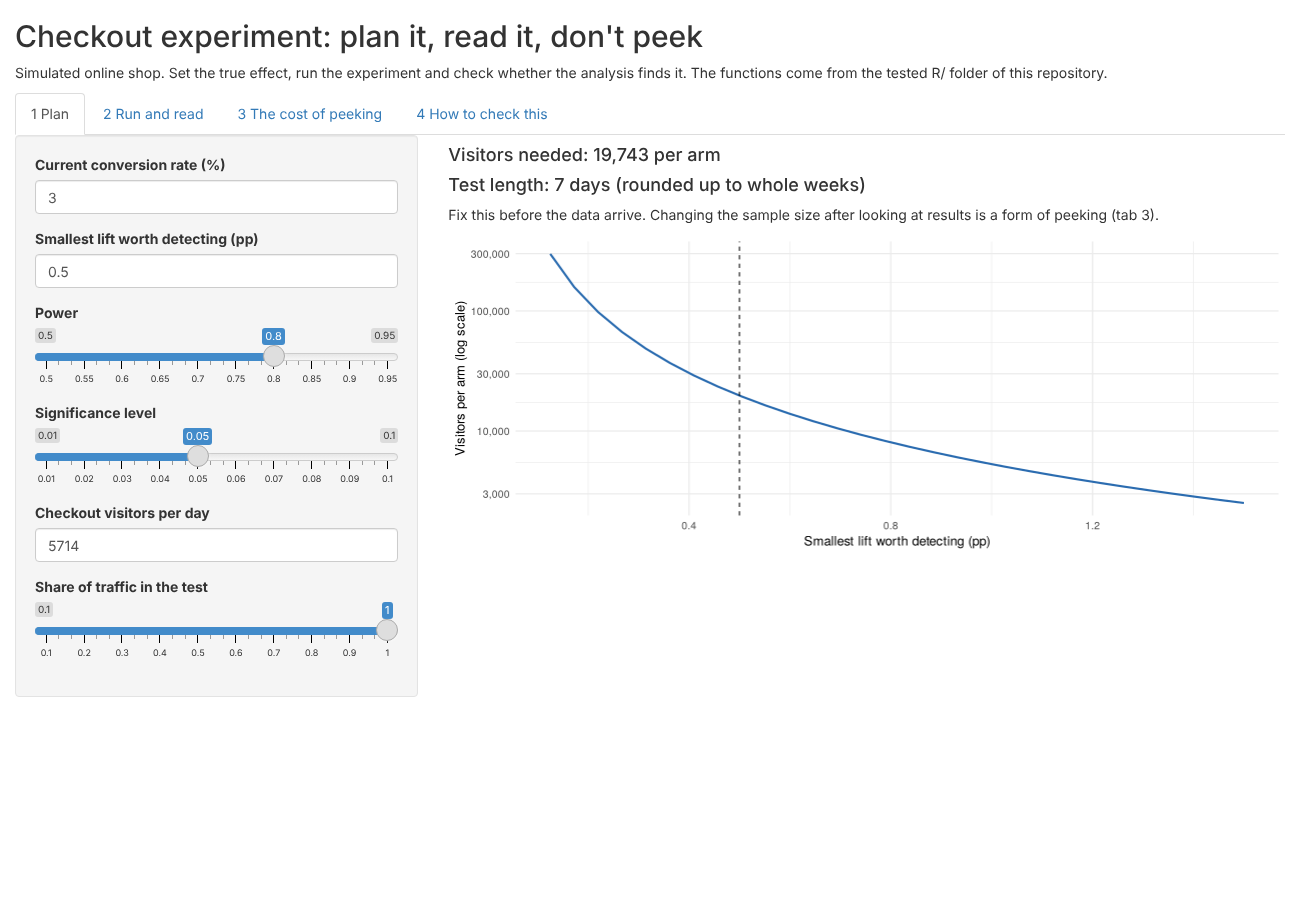 Checkout experiment: plan it, read it, don't peek
Simulated online shop. Set the true effect, run the experiment and check whether the analysis finds it. The functions come from the tested R/ folder of this repository.
1 Plan 2 Run and read 3 The cost of peeking 4 How to check this
Current conversion rate (%)
3
Smallest lift worth detecting (pp)
0.5
Power
0.5 0.8 0.95
0.5 0.55 0.6 0.65 0.7 0.75 0.8 0.85 0.9 0.95
Significance level
0.01 0.05 0.1
0.01 0.02 0.03 0.04 0.05 0.06 0.07 0.08 0.09 0.1
Checkout visitors per day
5714
Share of traffic in the test
0.1 1
0.1 0.2 0.3 0.4 0.5 0.6 0.7 0.8 0.9 1
Visitors needed: 19,743 per arm
Test length: 7 days (rounded up to whole weeks)
Fix this before the data arrive. Changing the sample size after looking at results is a form of peeking (tab 3).
Visitors per arm (log scale)
300,000
100,000
30,000
10,000
3,000
0.4 0.8 1.2
Smallest lift worth detecting (pp)